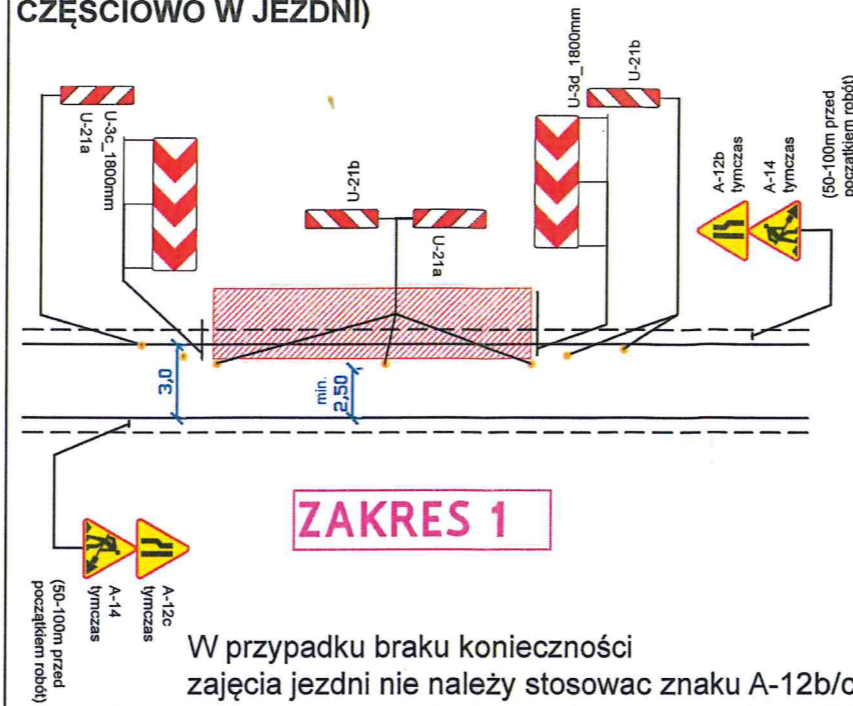 CZĘŚCIOWO W JEZDNI)
U-21a
U-3c_1800mm
U-21b
U-21a
U-3d_1800mm
U-21b
A-12b
tymczas
A-14
tymczas
(50-100m przed
początkiem robót)
3,0
min.
2,50
ZAKRES 1
A-14
tymczas
A-12c
tymczas
(50-100m przed
początkiem robót)
W przypadku braku konieczności
zajęcia jezdni nie należy stosowac znaku A-12b/c